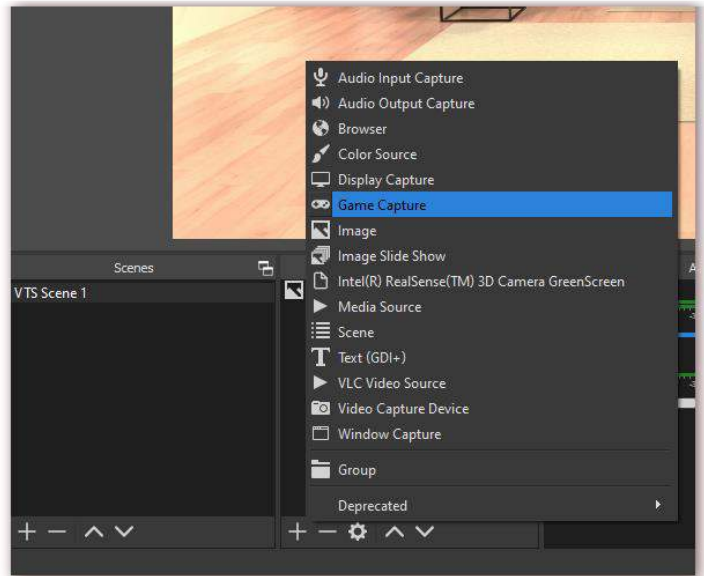 Audio Input Capture
Audio Output Capture
Browser
Color Source
Display Capture
Game Capture
Image
Image Slide Show
Intel(R) RealSense(TM) 3D Camera GreenScreen
Media Source
Scene
Text (GDI+)
VLC Video Source
Video Capture Device
Window Capture
Group
Deprecated
Scenes
VTS Scene 1